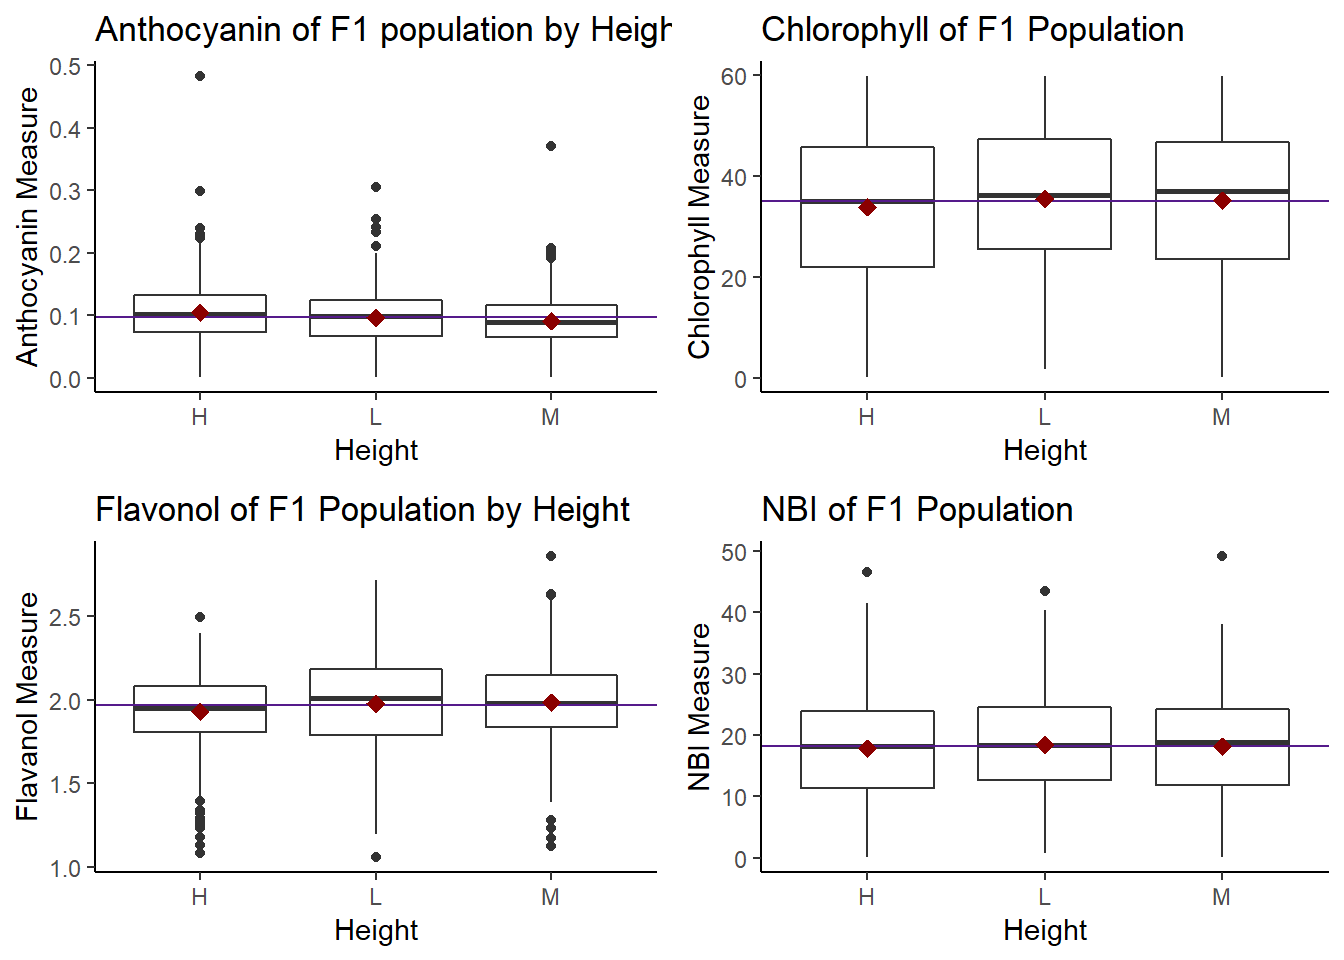 Anthocyanin of F1 population by Heigh
Anthocyanin Measure
0.5
0.4
0.3
0.2
0.1
0.0
H L M
Height
Chlorophyll of F1 Population
Chlorophyll Measure
60
40
20
0
H L M
Height
Flavonol of F1 Population by Height
Flavanol Measure
2.5
2.0
1.5
1.0
H L M
Height
NBI of F1 Population
NBI Measure
50
40
30
20
10
0
H L M
Height